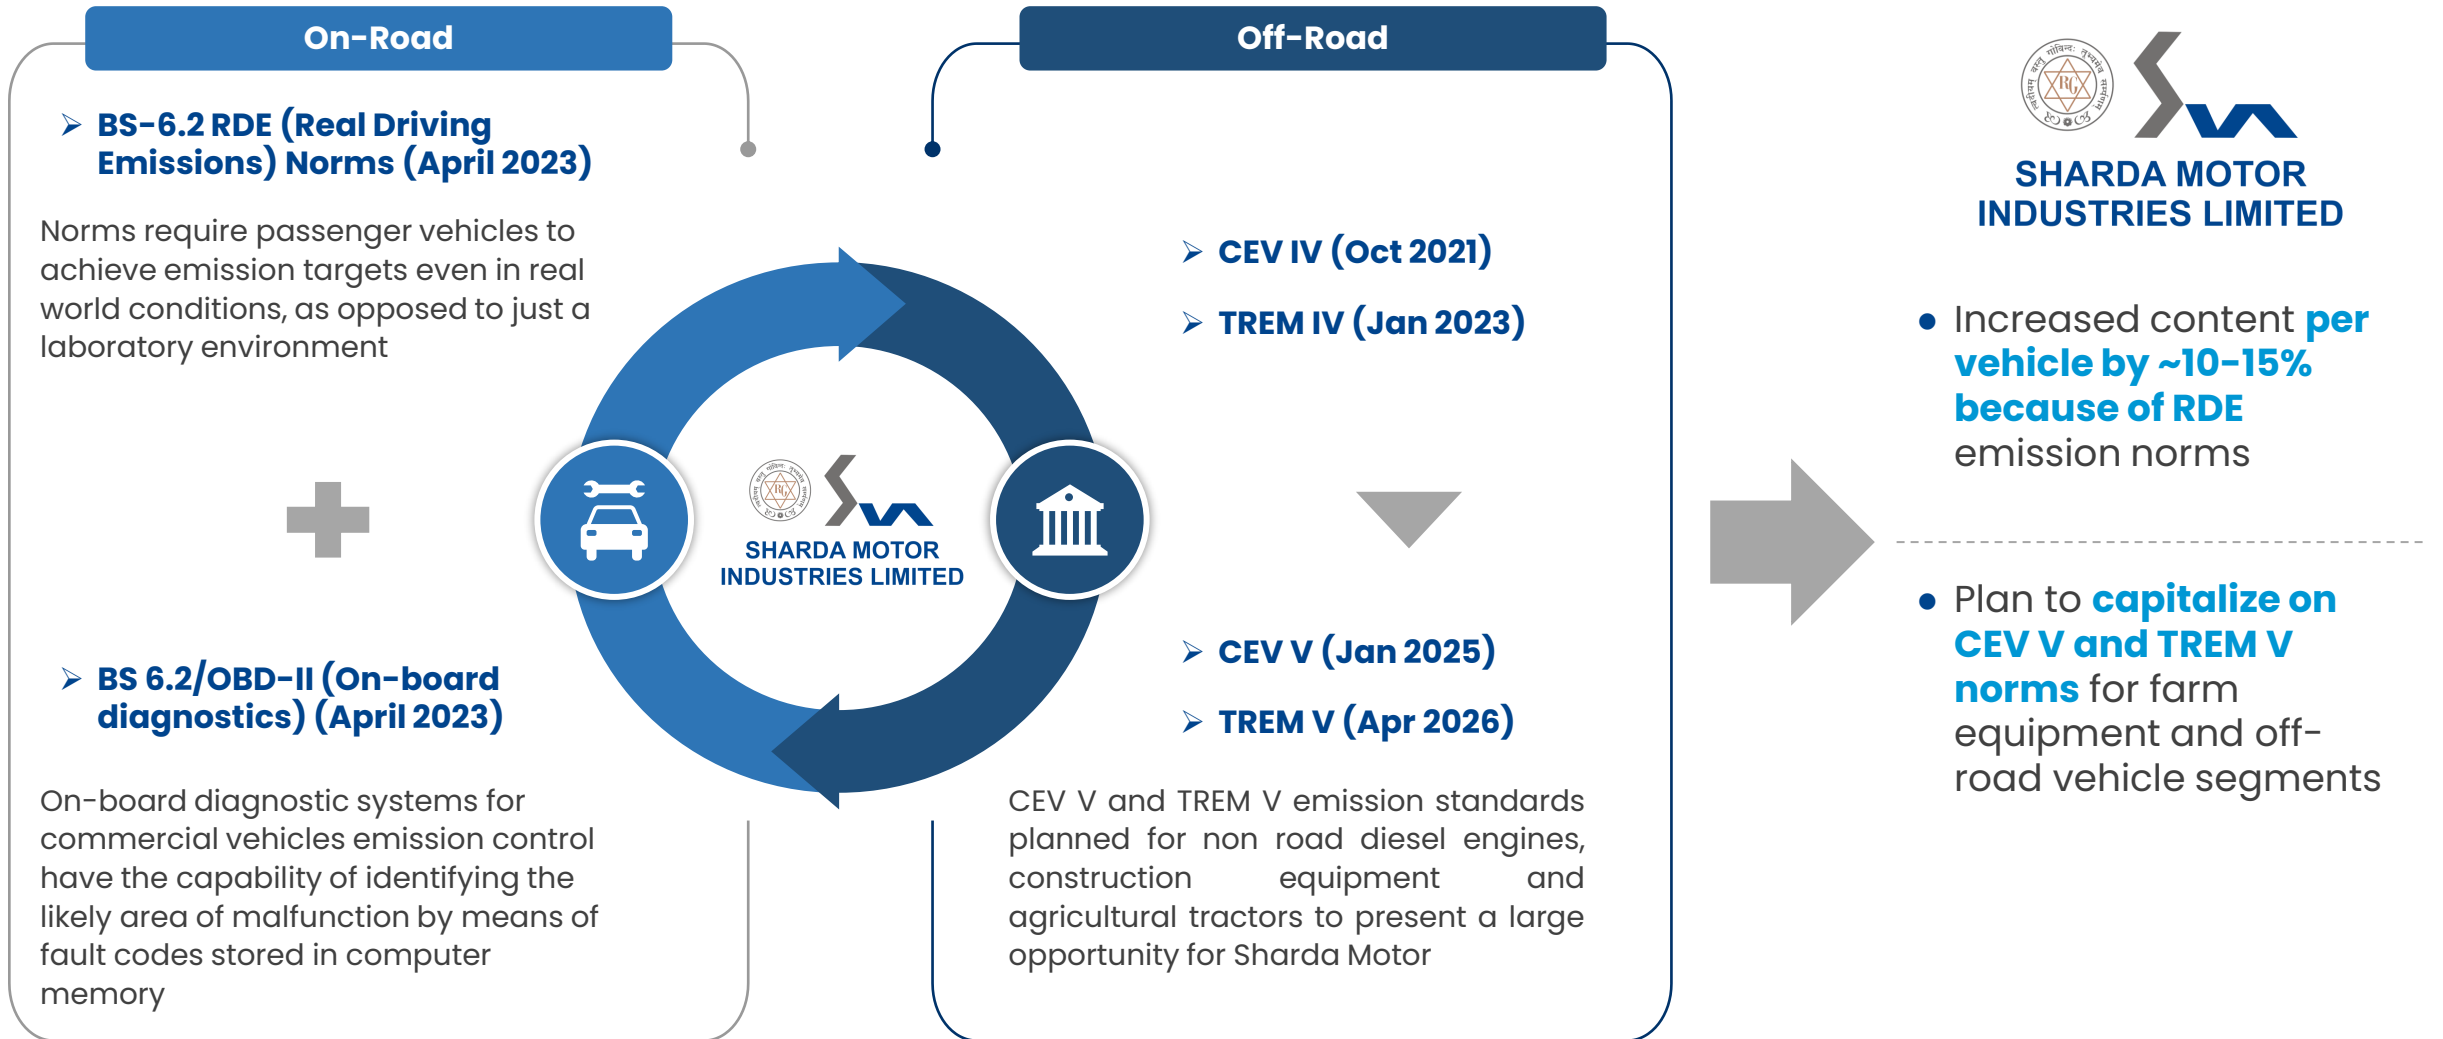 On-Road
BS-6.2 RDE (Real Driving
Emissions) Norms (April 2023)
Norms require passenger vehicles to
achieve emission targets even in real
world conditions, as opposed to just a
laboratory environment
BS 6.2/OBD-II (On-board
diagnostics) (April 2023)
On-board diagnostic systems for
commercial vehicles emission control
have the capability of identifying the
likely area of malfunction by means of
fault codes stored in computer
memory
SHARDA MOTOR
INDUSTRIES LIMITED
Off-Road
CEV IV (Oct 2021)
TREM IV (Jan 2023)
CEV V (Jan 2025)
TREM V (Apr 2026)
CEV V and TREM V emission standards
planned for non road diesel engines,
construction equipment and
agricultural tractors to present a large
opportunity for Sharda Motor
RG
SHARDA MOTOR
INDUSTRIES LIMITED
Increased content per
vehicle by ~10-15%
because of RDE
emission norms
Plan to capitalize on
CEV V and TREM V
norms for farm
equipment and off-
road vehicle segments